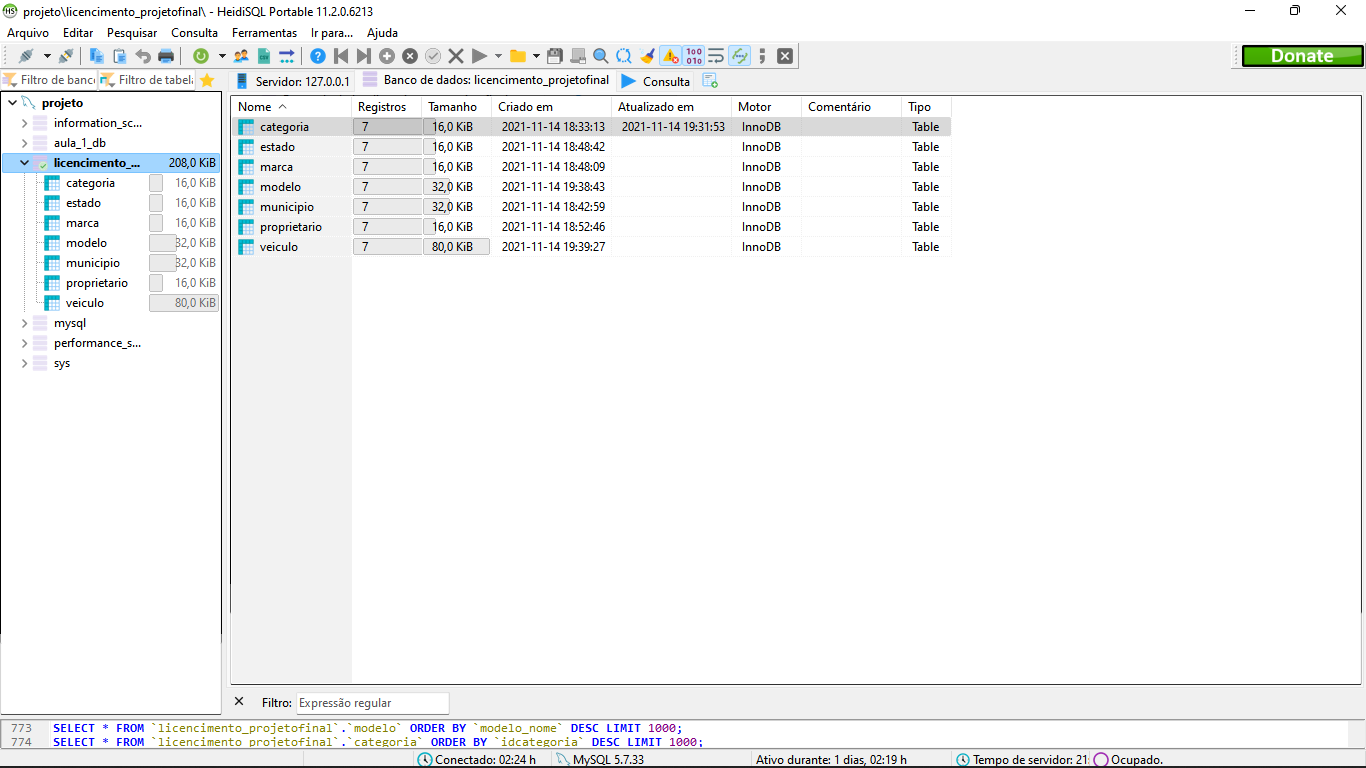 projeto\licencimento_projetofinal\ - HeidiSQL Portable 11.2.0.6213
Arquivo Editar Pesquisar Consulta Ferramentas Ir para... Ajuda
Donate
Filtro de banc Filtro de tabela Servidor: 127.0.0.1 Banco de dados: licencimento_projetofinal Consulta
projeto
information_sc...
aula_1_db
licencimento_... 208,0 KiB
categoria 16,0 KiB
estado 16,0 KiB
marca 16,0 KiB
modelo 32,0 KiB
municipio 32,0 KiB
proprietario 16,0 KiB
veiculo 80,0 KiB
mysql
performance_s...
sys
Nome Registros Tamanho Criado em Atualizado em Motor Comentário Tipo
categoria 7 16,0 KiB 2021-11-14 18:33:13 2021-11-14 19:31:53 InnoDB Table
estado 7 16,0 KiB 2021-11-14 18:48:42 InnoDB Table
marca 7 16,0 KiB 2021-11-14 18:48:09 InnoDB Table
modelo 7 32,0 KiB 2021-11-14 19:38:43 InnoDB Table
municipio 7 32,0 KiB 2021-11-14 18:42:59 InnoDB Table
proprietario 7 16,0 KiB 2021-11-14 18:52:46 InnoDB Table
veiculo 7 80,0 KiB 2021-11-14 19:39:27 InnoDB Table
Filtro: Expressão regular
773 SELECT * FROM `licencimento_projetofinal`.`modelo` ORDER BY `modelo_nome` DESC LIMIT 1000;
774 SELECT * FROM `licencimento_projetofinal`.`categoria` ORDER BY `idcategoria` DESC LIMIT 1000;
Conectado: 02:24 h MySQL 5.7.33 Ativo durante: 1 dias, 02:19 h Tempo de servidor: 21: Ocupado.